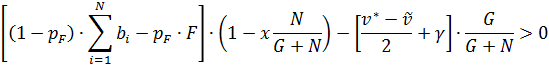 [(1 − p_F) · ∑_{i=1}^{N} b_i − p_F · F] · (1 − x N/(G + N)) − [(v* − ṽ)/2 + γ] · G/(G + N) > 0